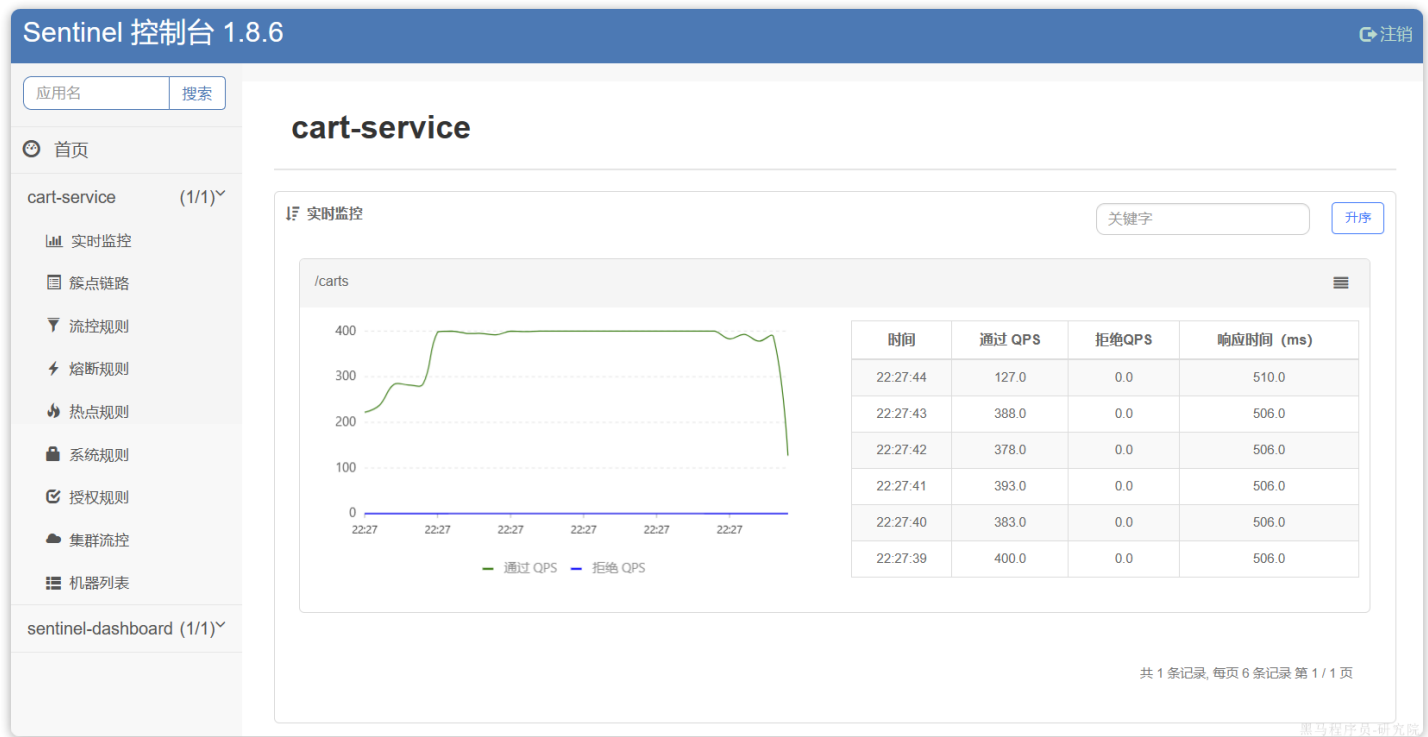 Sentinel 控制台 1.8.6
注销
应用名 搜索
首页
cart-service (1/1)
实时监控
簇点链路
流控规则
熔断规则
热点规则
系统规则
授权规则
集群流控
机器列表
sentinel-dashboard (1/1)
cart-service
实时监控
关键字 升序
/carts
400
300
200
100
0
22:27 22:27 22:27 22:27 22:27 22:27
通过 QPS 拒绝 QPS
时间 通过 QPS 拒绝QPS 响应时间（ms）
22:27:44 127.0 0.0 510.0
22:27:43 388.0 0.0 506.0
22:27:42 378.0 0.0 506.0
22:27:41 393.0 0.0 506.0
22:27:40 383.0 0.0 506.0
22:27:39 400.0 0.0 506.0
共 1 条记录, 每页 6 条记录 第 1 / 1 页
黑马程序员-研究院